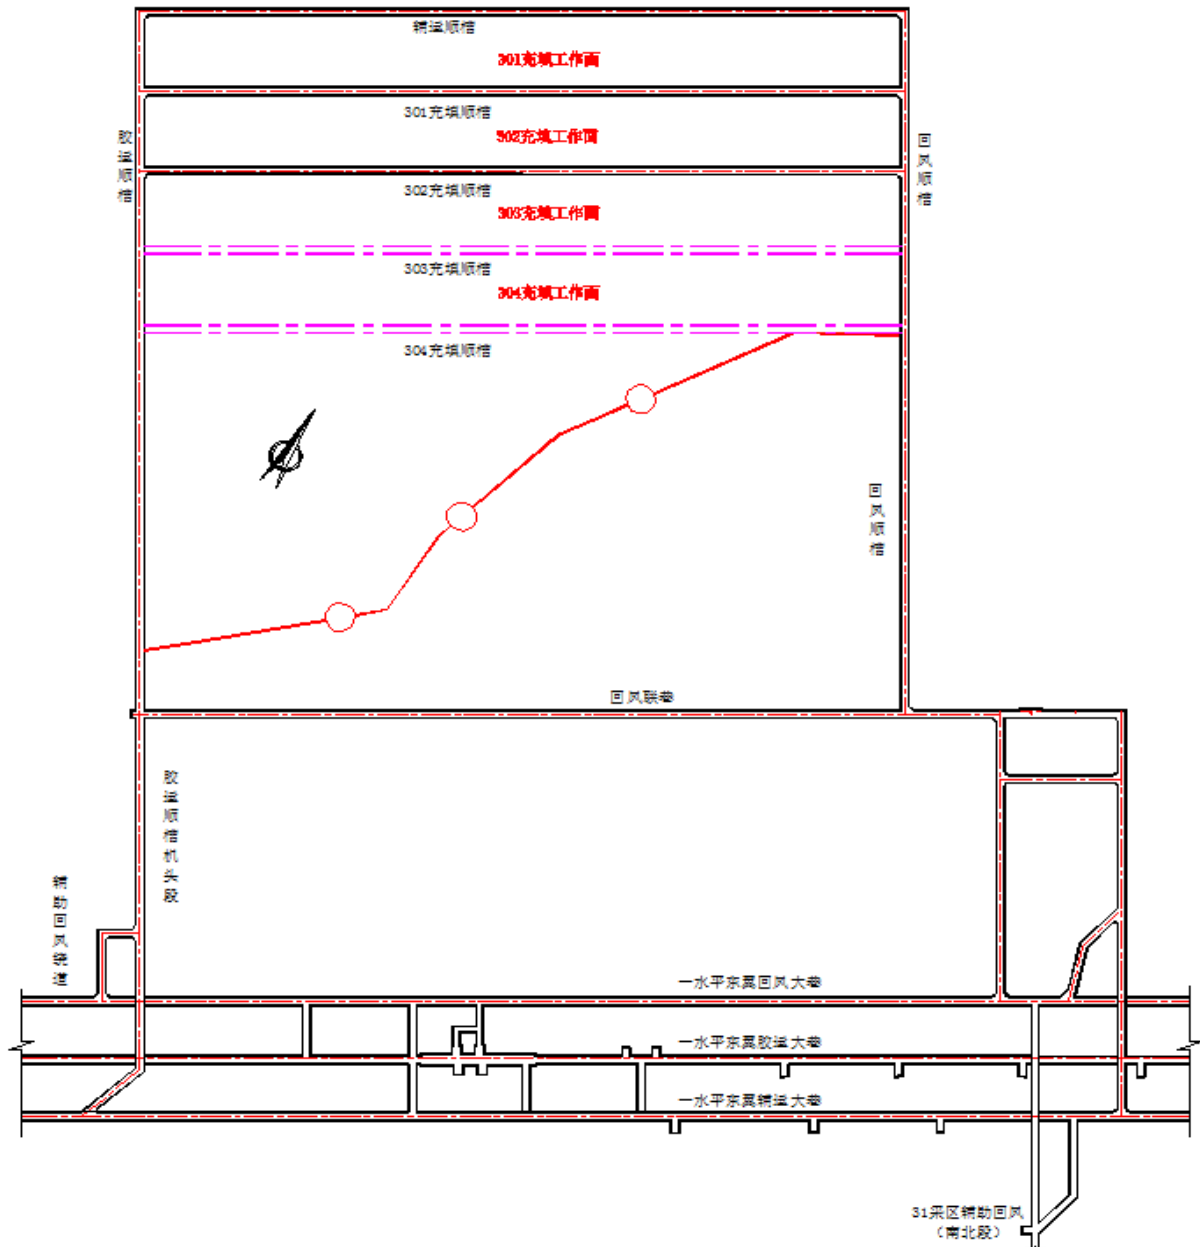 辅运顺槽
301充填工作面
301充填顺槽
302充填工作面
胶运顺槽
回风顺槽
302充填顺槽
303充填工作面
303充填顺槽
304充填工作面
304充填顺槽
回风顺槽
回风联巷
胶运顺槽机头段
辅助回风绕道
一水平东翼回风大巷
一水平东翼胶运大巷
一水平东翼辅运大巷
31采区辅助回风
（南北段）